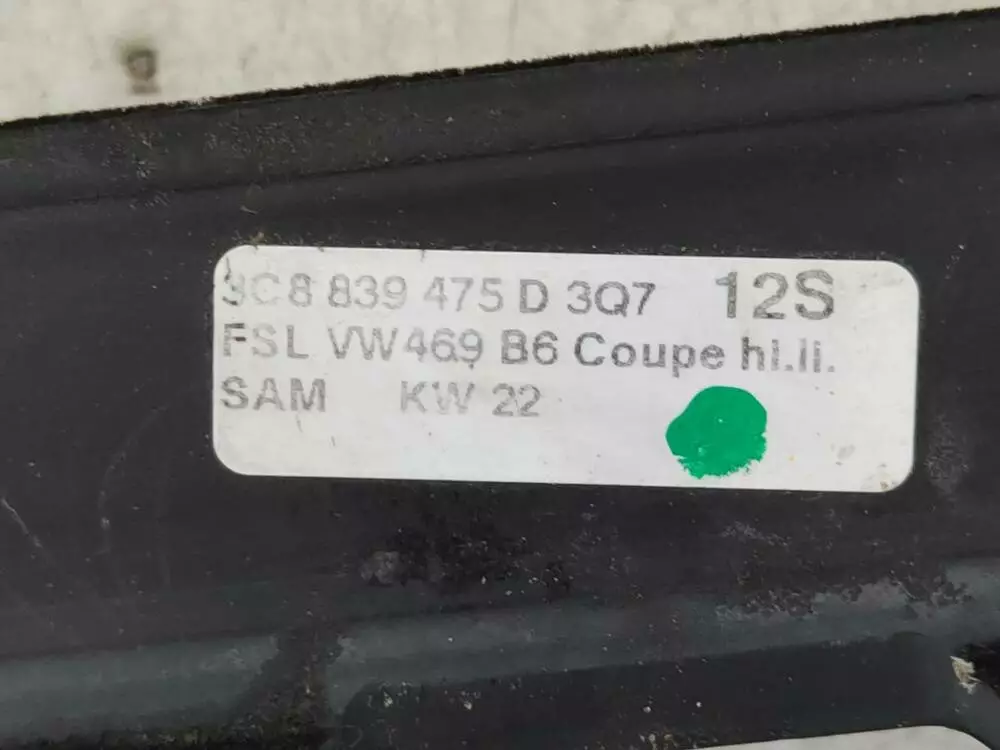 3C8 839 475 D 3Q7 12S
FSL VW469 B6 Coupe hl.li.
SAM KW 22